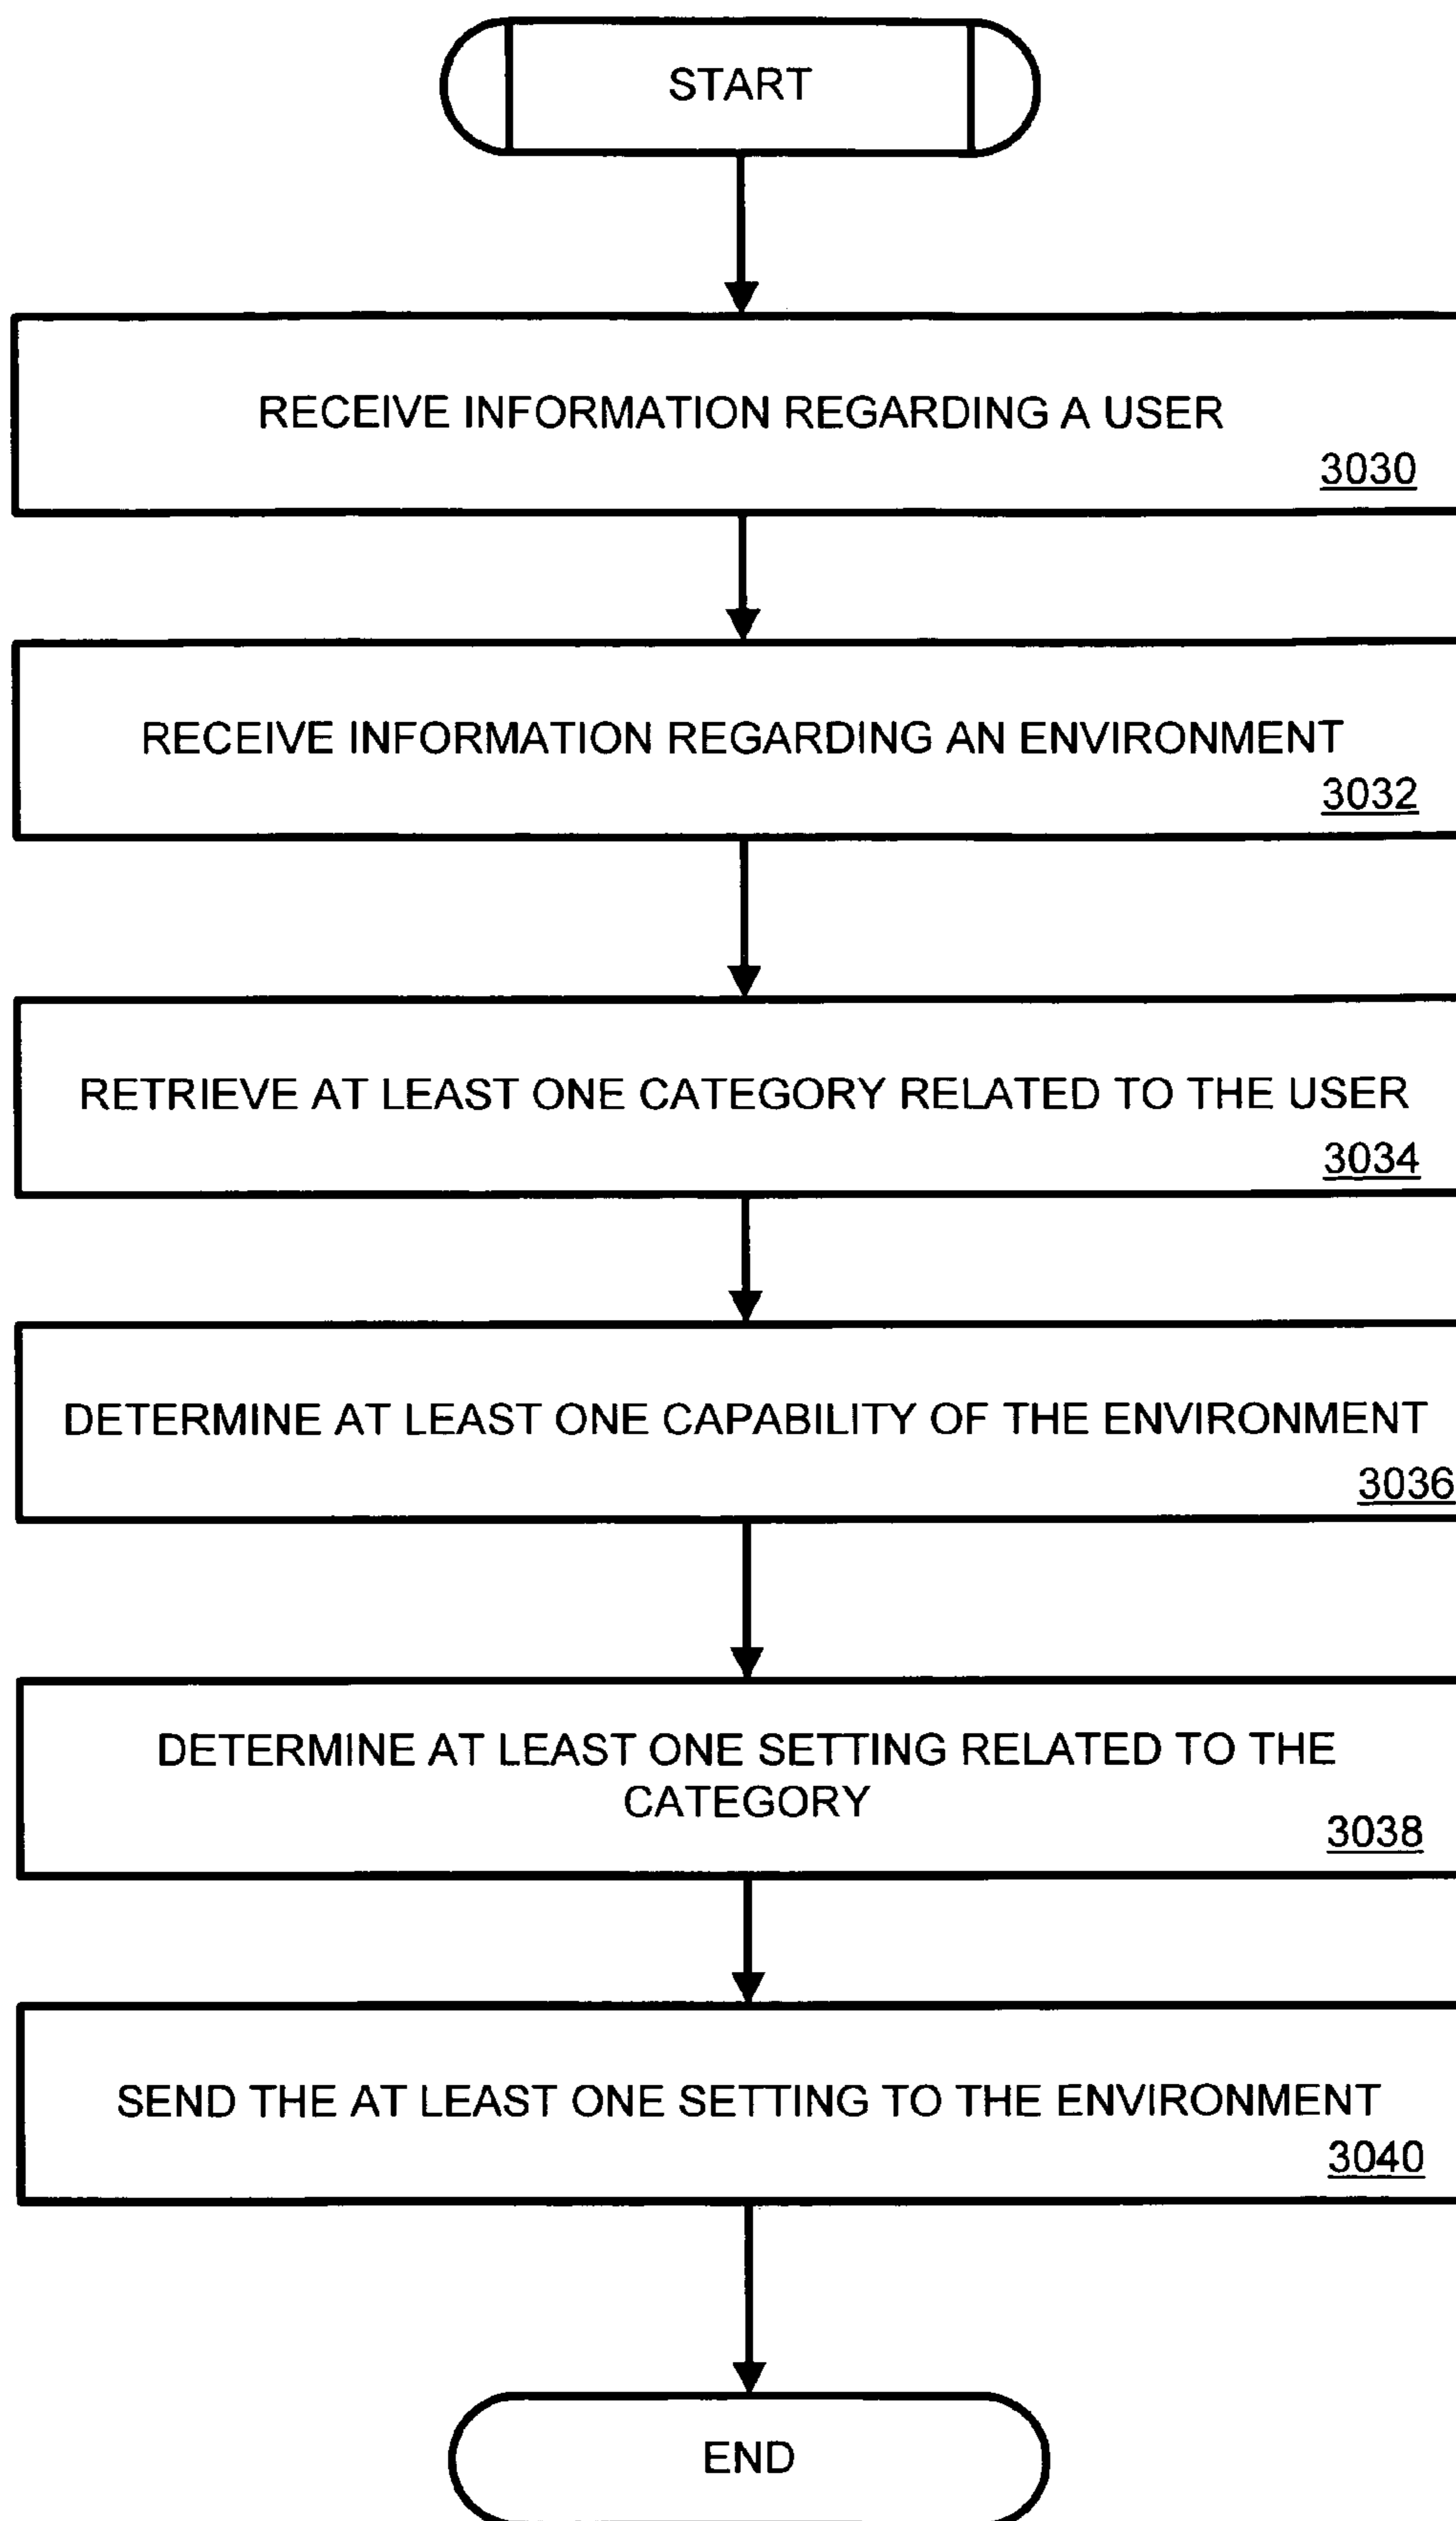 START
RECEIVE INFORMATION REGARDING A USER
3030
RECEIVE INFORMATION REGARDING AN ENVIRONMENT
3032
RETRIEVE AT LEAST ONE CATEGORY RELATED TO THE USER
3034
DETERMINE AT LEAST ONE CAPABILITY OF THE ENVIRONMENT
3036
DETERMINE AT LEAST ONE SETTING RELATED TO THE
CATEGORY
3038
SEND THE AT LEAST ONE SETTING TO THE ENVIRONMENT
3040
END